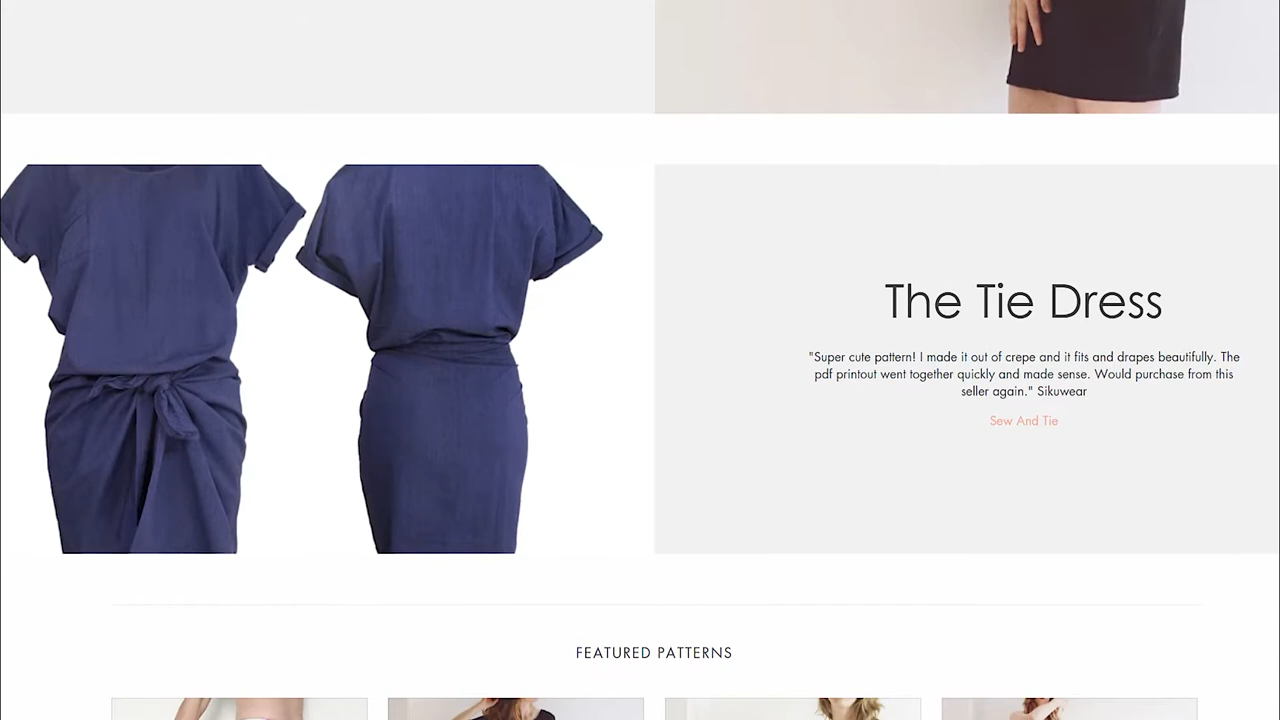 The Tie Dress
"Super cute pattern! I made it out of crepe and it fits and drapes beautifully. The
pdf printout went together quickly and made sense. Would purchase from this
seller again." Sikuwear
Sew And Tie
FEATURED PATTERNS